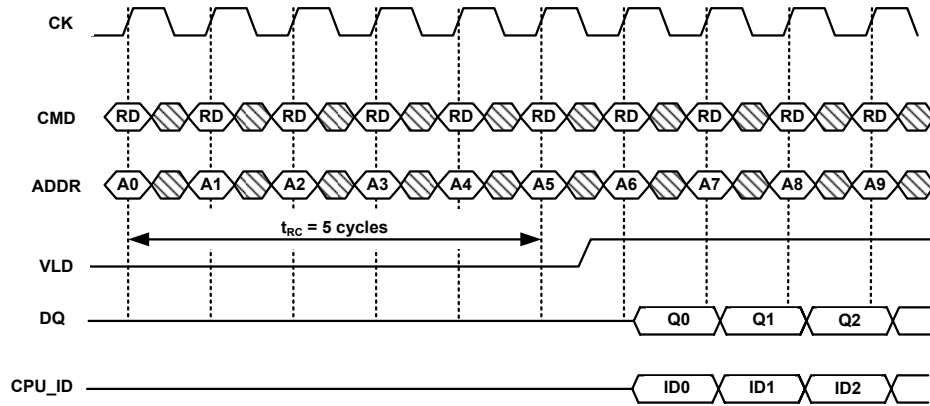 CK
CMD RD RD RD RD RD RD RD RD RD RD
ADDR A0 A1 A2 A3 A4 A5 A6 A7 A8 A9
tRC = 5 cycles
VLD
DQ Q0 Q1 Q2
CPU_ID ID0 ID1 ID2